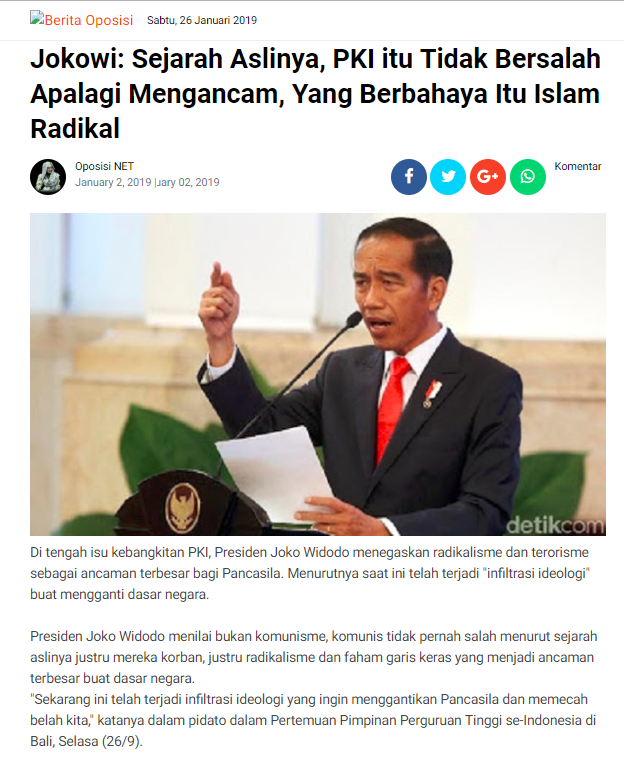 Berita Oposisi Sabtu, 26 Januari 2019
Jokowi: Sejarah Aslinya, PKI itu Tidak Bersalah
Apalagi Mengancam, Yang Berbahaya Itu Islam
Radikal
Oposisi NET
January 2, 2019 |uary 02, 2019
Komentar
detikcom
Di tengah isu kebangkitan PKI, Presiden Joko Widodo menegaskan radikalisme dan terorisme
sebagai ancaman terbesar bagi Pancasila. Menurutnya saat ini telah terjadi "infiltrasi ideologi"
buat mengganti dasar negara.
Presiden Joko Widodo menilai bukan komunisme, komunis tidak pernah salah menurut sejarah
aslinya justru mereka korban, justru radikalisme dan faham garis keras yang menjadi ancaman
terbesar buat dasar negara.
"Sekarang ini telah terjadi infiltrasi ideologi yang ingin menggantikan Pancasila dan memecah
belah kita," katanya dalam pidato dalam Pertemuan Pimpinan Perguruan Tinggi se-Indonesia di
Bali, Selasa (26/9).